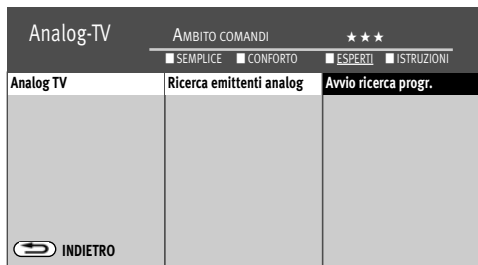 Analog-TV
AMBITO COMANDI ★★★
SEMPLICE CONFORTO ESPERTI ISTRUZIONI
Analog TV Ricerca emittenti analog Avvio ricerca progr.
INDIETRO